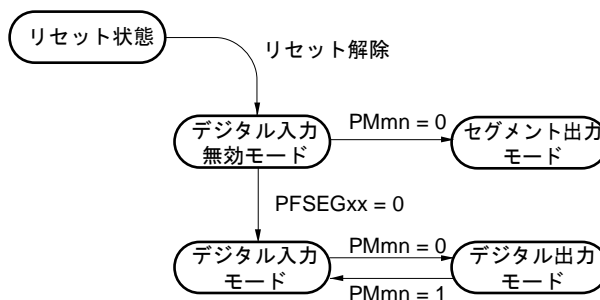 リセット状態
リセット解除
デジタル入力
無効モード
PMmn = 0
セグメント出力
モード
PFSEGxx = 0
デジタル入力
モード
PMmn = 0
PMmn = 1
デジタル出力
モード